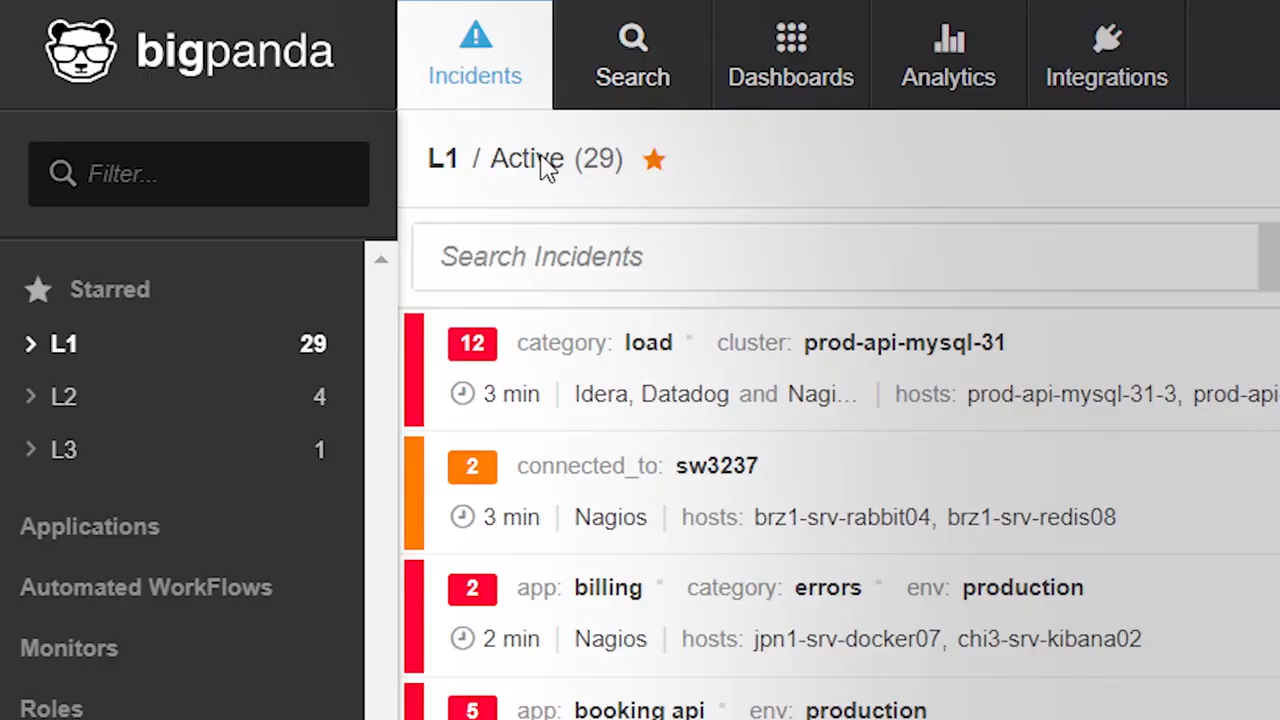 bigpanda
Incidents
Search
Dashboards
Analytics
Integrations
Filter...
L1 / Active (29)
Search Incidents
Starred
L1 29
L2 4
L3 1
Applications
Automated WorkFlows
Monitors
Roles
12 category: load cluster: prod-api-mysql-31
3 min Idera, Datadog and Nagi... hosts: prod-api-mysql-31-3, prod-api
2 connected_to: sw3237
3 min Nagios hosts: brz1-srv-rabbit04, brz1-srv-redis08
2 app: billing category: errors env: production
2 min Nagios hosts: jpn1-srv-docker07, chi3-srv-kibana02
5 app: booking api env: production